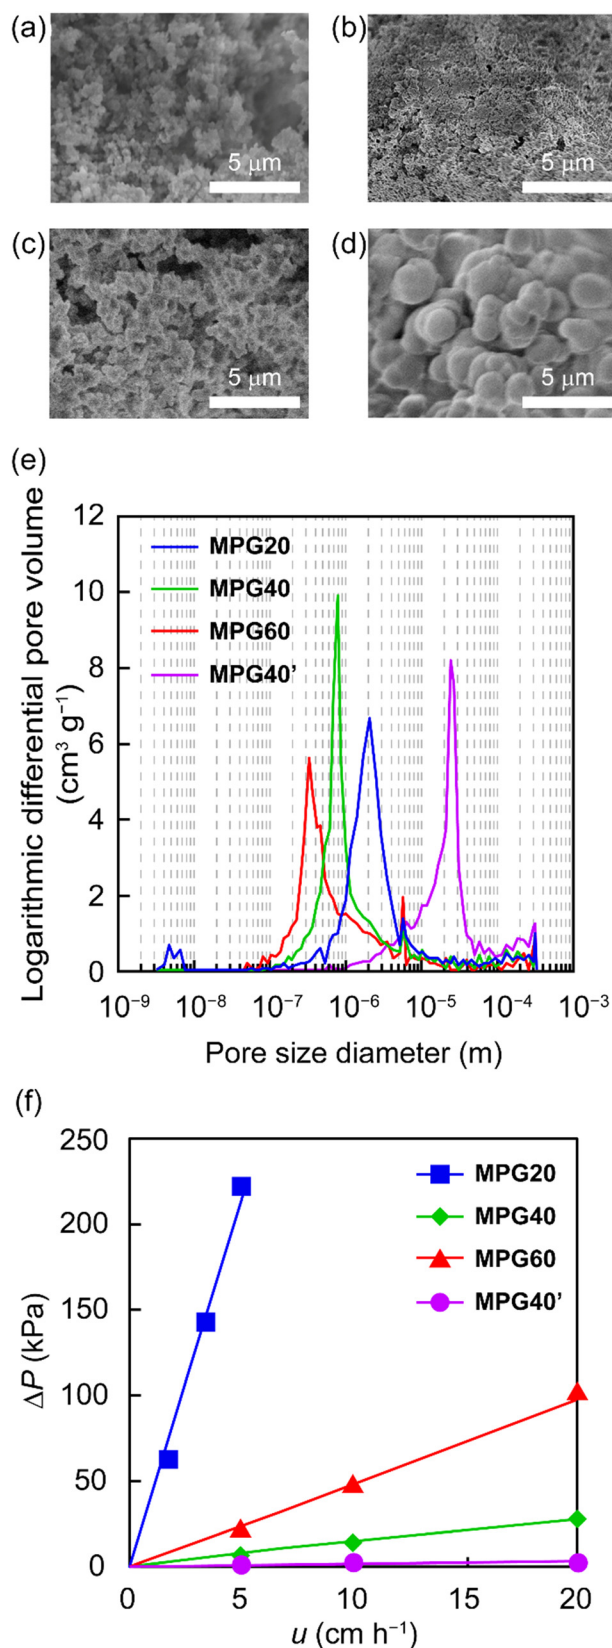 (a)
(b)
5 μm
5 μm
(c)
(d)
5 μm
5 μm
(e)
Logarithmic differential pore volume
(cm³ g⁻¹)
12
10
8
6
4
2
0
MPG20
MPG40
MPG60
MPG40’
10⁻⁹
10⁻⁸
10⁻⁷
10⁻⁶
10⁻⁵
10⁻⁴
10⁻³
Pore size diameter (m)
(f)
ΔP (kPa)
250
200
150
100
50
0
MPG20
MPG40
MPG60
MPG40’
0
5
10
15
20
u (cm h⁻¹)